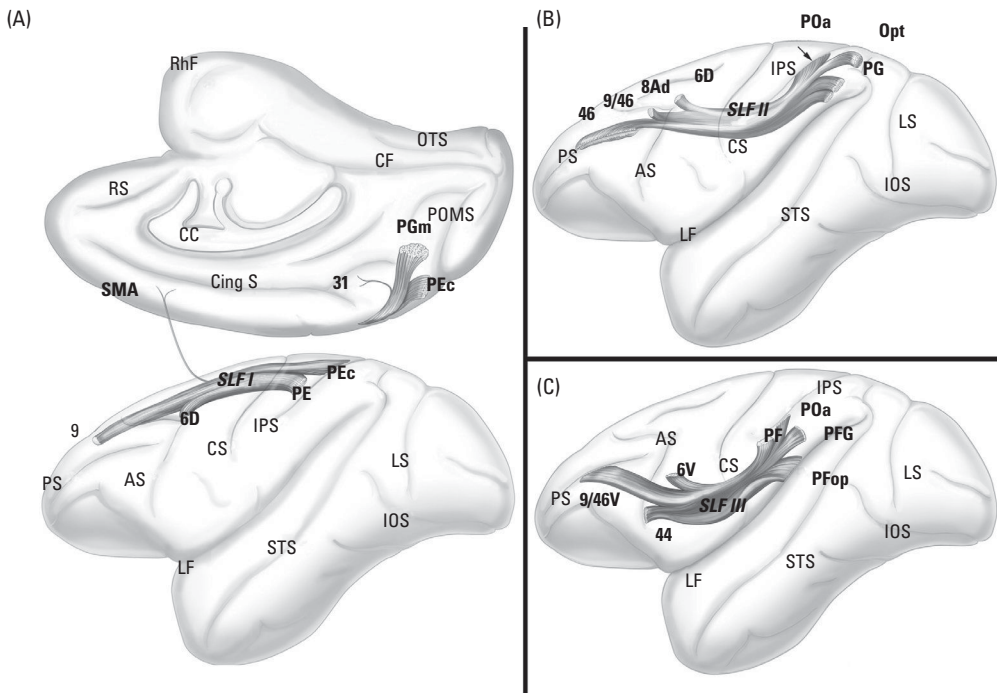 (A)
RhF
OTS
CF
RS
CC
POMS
PGm
Cing S
31
PEc
SMA
SLF I
PEc
PE
6D
9
IPS
CS
PS
AS
LS
IOS
STS
LF
(B)
POa
Opt
IPS
PG
6D
8Ad
9/46
46
SLF II
LS
PS
CS
AS
IOS
STS
LF
(C)
IPS
POa
AS
PF
PFG
CS
6V
LS
PFop
PS
9/46V
SLF III
44
IOS
STS
LF